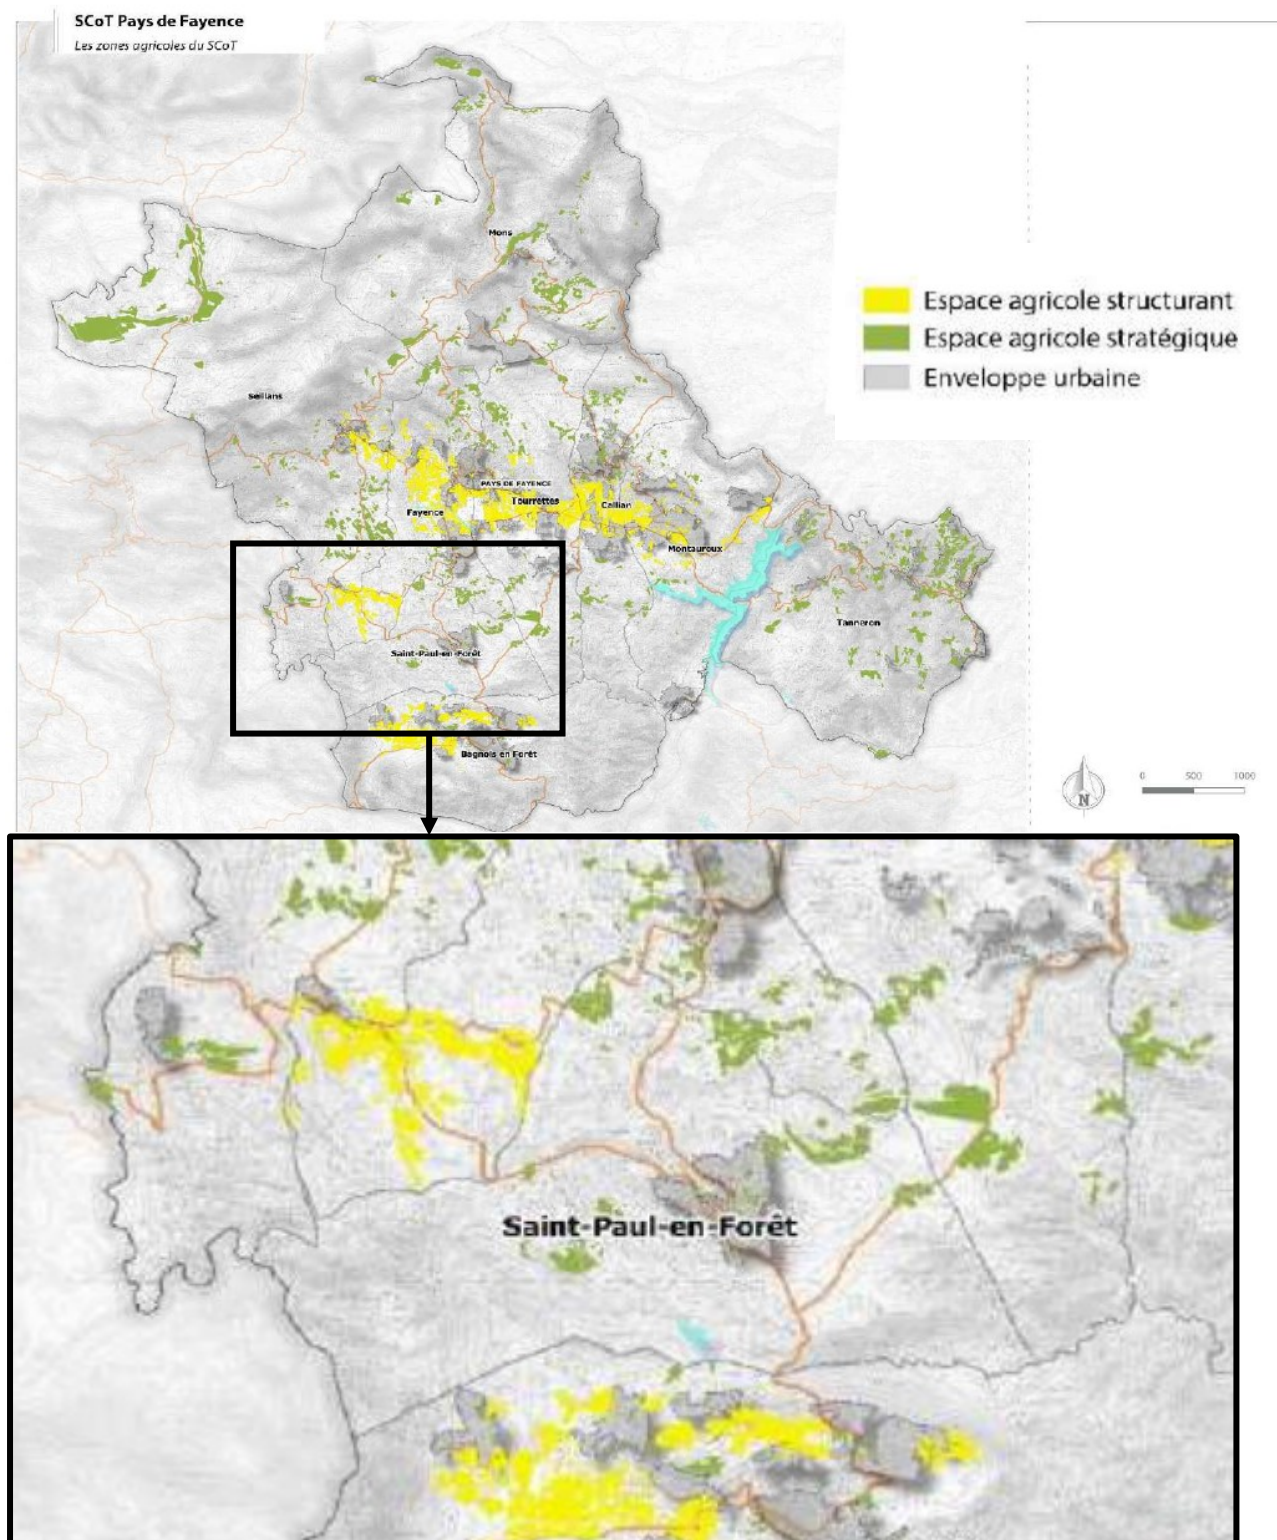 SCoT Pays de Fayence
Les zones agricoles du SCoT
Mons
Espace agricole structurant
Espace agricole stratégique
Enveloppe urbaine
Seillans
PAYS DE FAYENCE
Tourrettes
Callian
Fayence
Montauroux
Tanneron
Saint-Paul-en-Forêt
Bagnols en Forêt
N
0 500 1000
Saint-Paul-en-Forêt